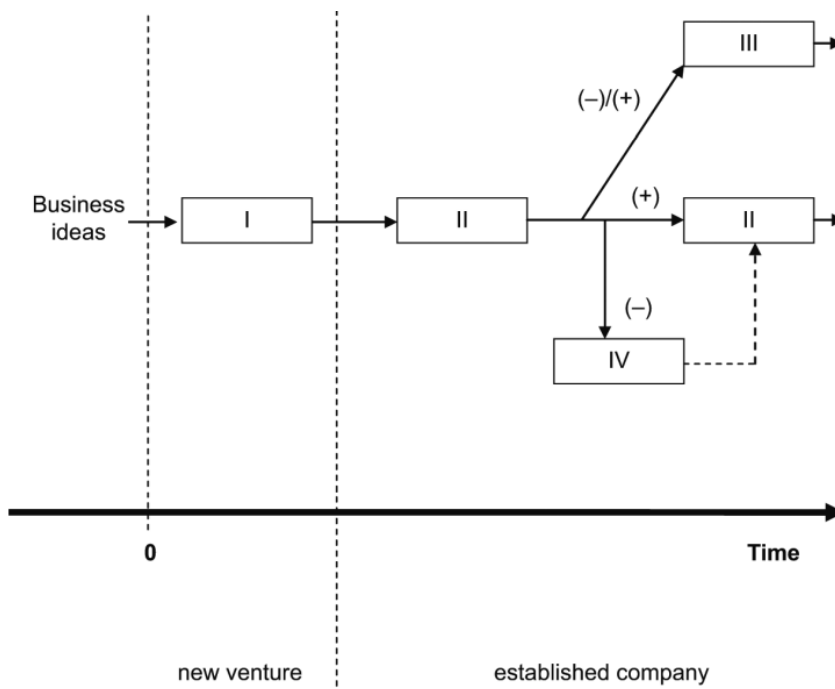 III
(–)/(+)
Business
ideas
I
II
(+)
II
(–)
IV
0
Time
new venture
established company